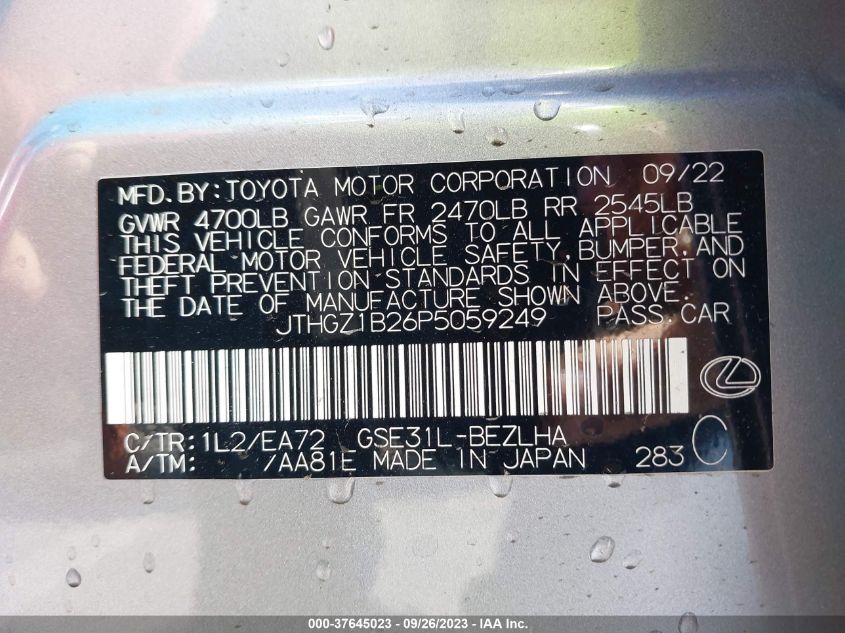 MFD.BY:TOYOTA MOTOR CORPORATION 09/22
GVWR 4700LB GAWR FR 2470LB RR 2545LB
THIS VEHICLE CONFORMS TO ALL APPLICABLE
FEDERAL MOTOR VEHICLE SAFETY,BUMPER,AND
THEFT PREVENTION STANDARDS IN EFFECT ON
THE DATE OF MANUFACTURE SHOWN ABOVE.
JTHGZ1B26P5059249 PASS.CAR
C/TR:1L2/EA72 GSE31L-BEZLHA
A/TM: /AA81E MADE IN JAPAN 283 C
000-37645023 - 09/26/2023 - IAA Inc.